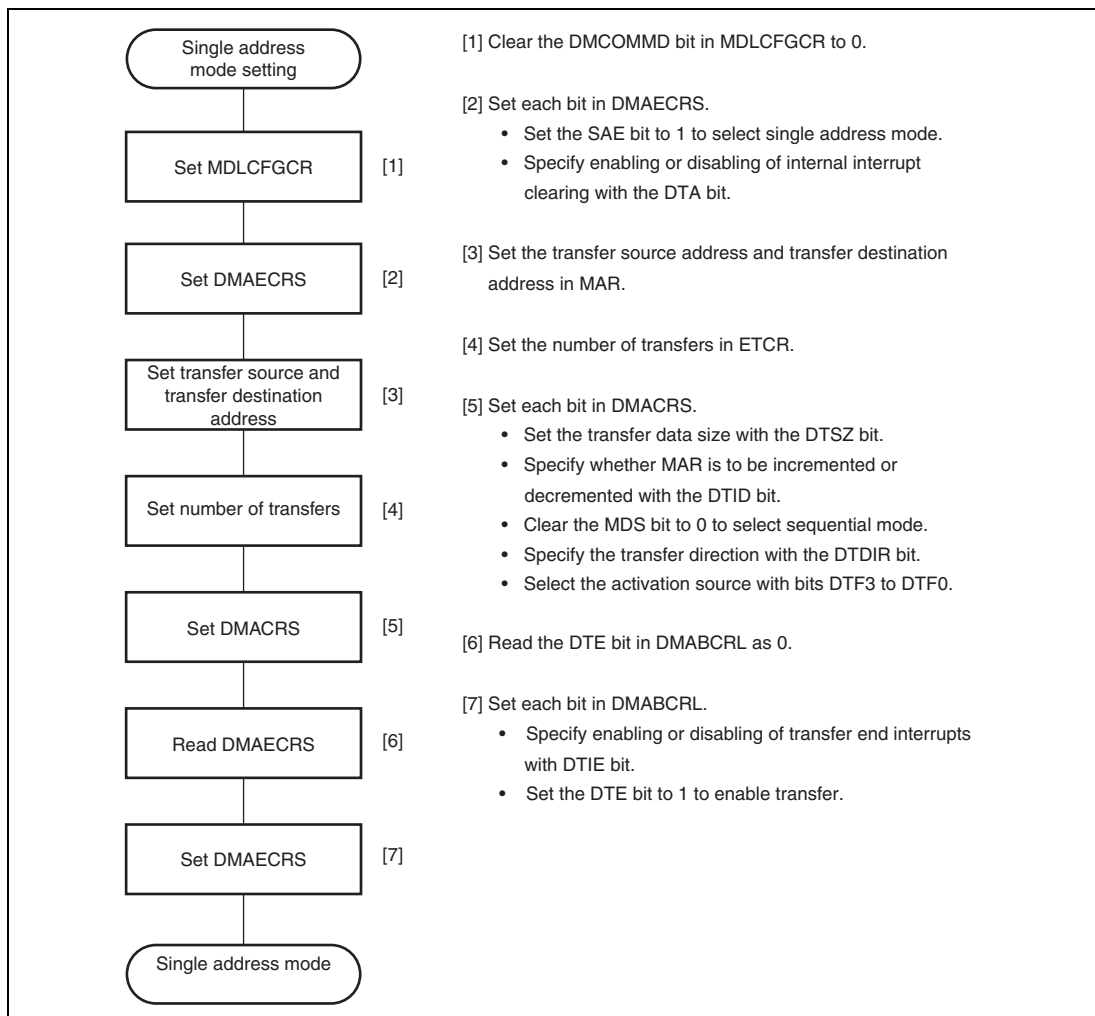 Single address
mode setting
Set MDLCFGCR
[1]
Set DMAECRS
[2]
Set transfer source and
transfer destination
address
[3]
Set number of transfers
[4]
Set DMACRS
[5]
Read DMAECRS
[6]
Set DMAECRS
[7]
Single address mode
[1] Clear the DMCOMMD bit in MDLCFGCR to 0.
[2] Set each bit in DMAECRS.
• Set the SAE bit to 1 to select single address mode.
• Specify enabling or disabling of internal interrupt
clearing with the DTA bit.
[3] Set the transfer source address and transfer destination
address in MAR.
[4] Set the number of transfers in ETCR.
[5] Set each bit in DMACRS.
• Set the transfer data size with the DTSZ bit.
• Specify whether MAR is to be incremented or
decremented with the DTID bit.
• Clear the MDS bit to 0 to select sequential mode.
• Specify the transfer direction with the DTDIR bit.
• Select the activation source with bits DTF3 to DTF0.
[6] Read the DTE bit in DMABCRL as 0.
[7] Set each bit in DMABCRL.
• Specify enabling or disabling of transfer end interrupts
with DTIE bit.
• Set the DTE bit to 1 to enable transfer.